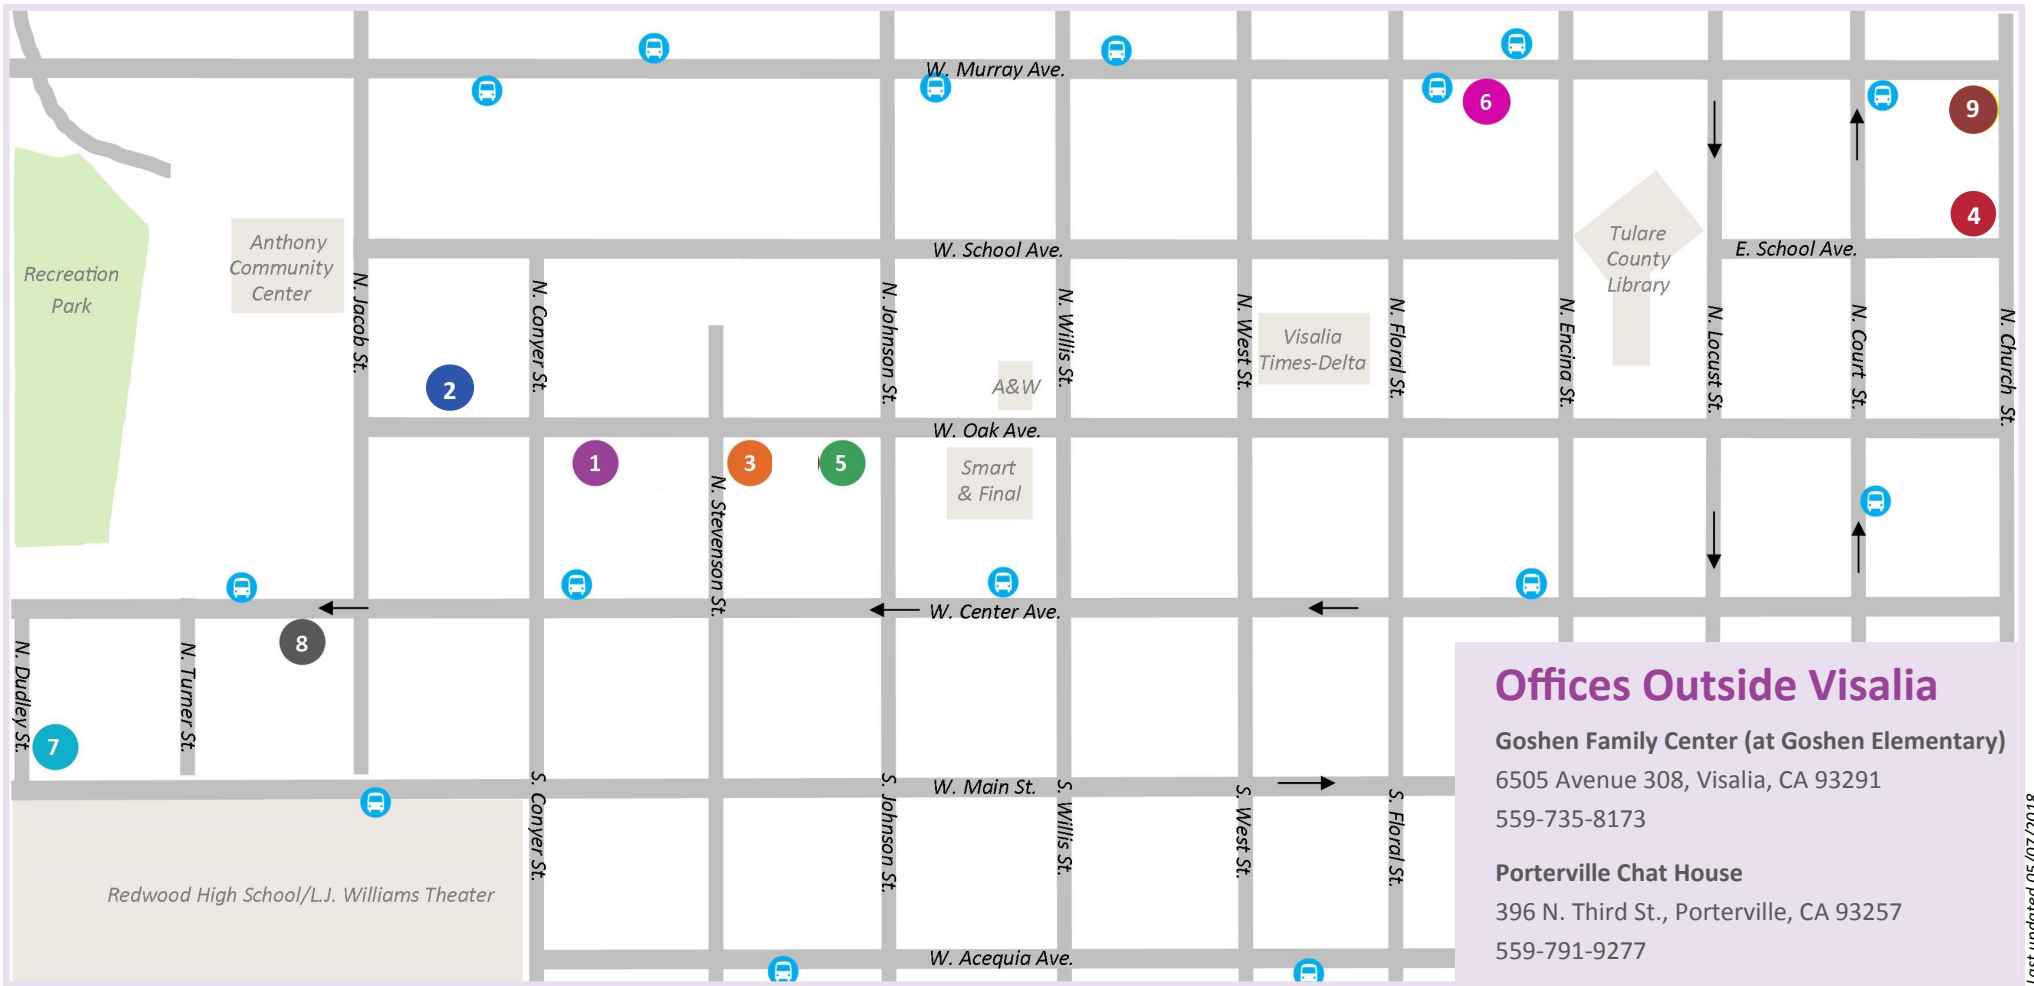 W. Murray Ave.
6
9
4
Anthony
Community
Center
Recreation
Park
W. School Ave.
E. School Ave.
Tulare
County
Library
N. Jacob St.
N. Conyer St.
N. Johnson St.
N. Willis St.
N. West St.
N. Floral St.
N. Encina St.
N. Locust St.
N. Court St.
N. Church St.
Visalia
Times-Delta
A&W
2
W. Oak Ave.
1
3
5
Smart
& Final
N. Stevenson St.
W. Center Ave.
8
N. Dudley St.
N. Turner St.
7
W. Main St.
S. Conyer St.
S. Johnson St.
S. Willis St.
S. West St.
S. Floral St.
Redwood High School/L.J. Williams Theater
W. Acequia Ave.
Offices Outside Visalia
Goshen Family Center (at Goshen Elementary)
6505 Avenue 308, Visalia, CA 93291
559-735-8173
Porterville Chat House
396 N. Third St., Porterville, CA 93257
559-791-9277
Last updated 05/07/2018